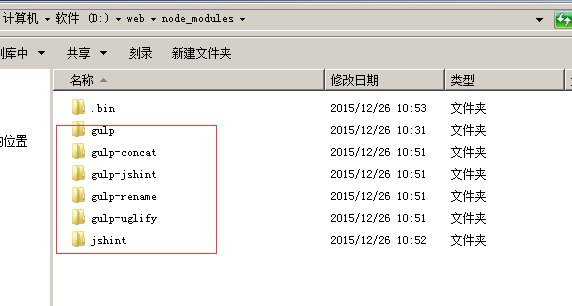 计算机 ▸ 软件 (D:) ▸ web ▸ node_modules ▸
刂库中 ▼ 共享 ▼ 刻录 新建文件夹
名称 修改日期 类型
.bin 2015/12/26 10:53 文件夹
gulp 2015/12/26 10:31 文件夹
的位置
gulp-concat 2015/12/26 10:51 文件夹
gulp-jshint 2015/12/26 10:51 文件夹
gulp-rename 2015/12/26 10:51 文件夹
gulp-uglify 2015/12/26 10:51 文件夹
jshint 2015/12/26 10:52 文件夹